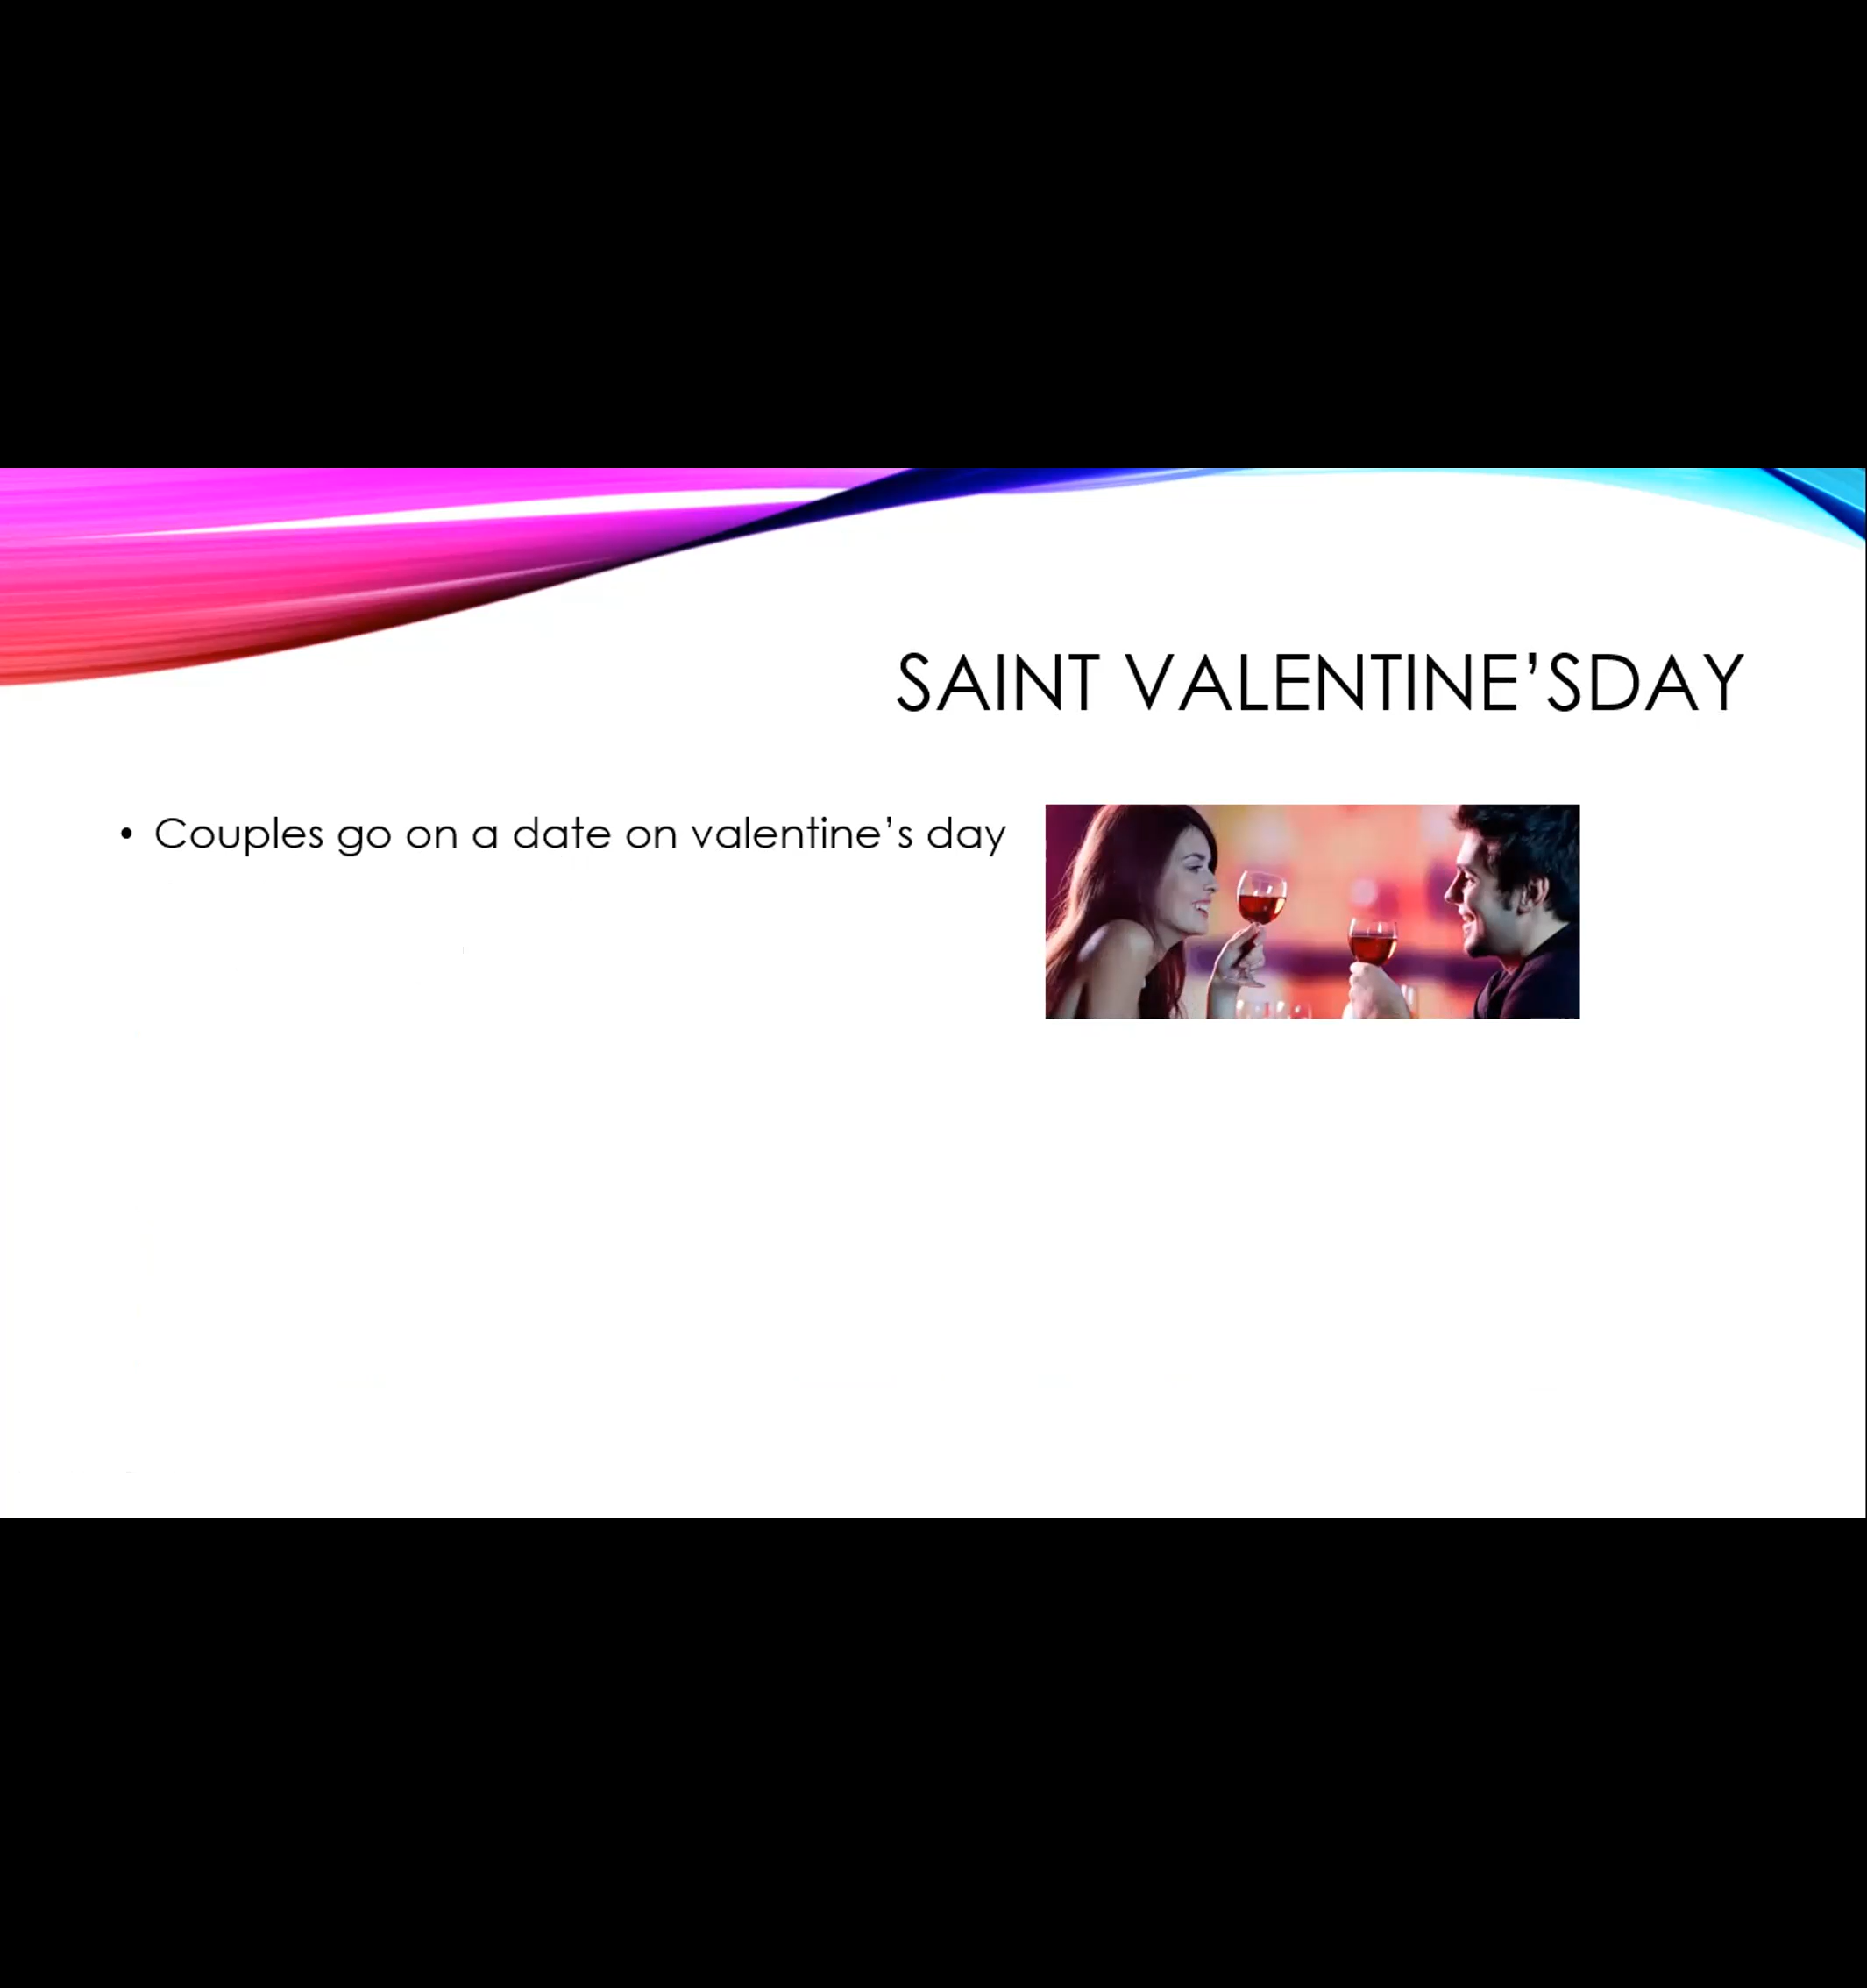 SAINT VALENTINE’SDAY
• Couples go on a date on valentine’s day